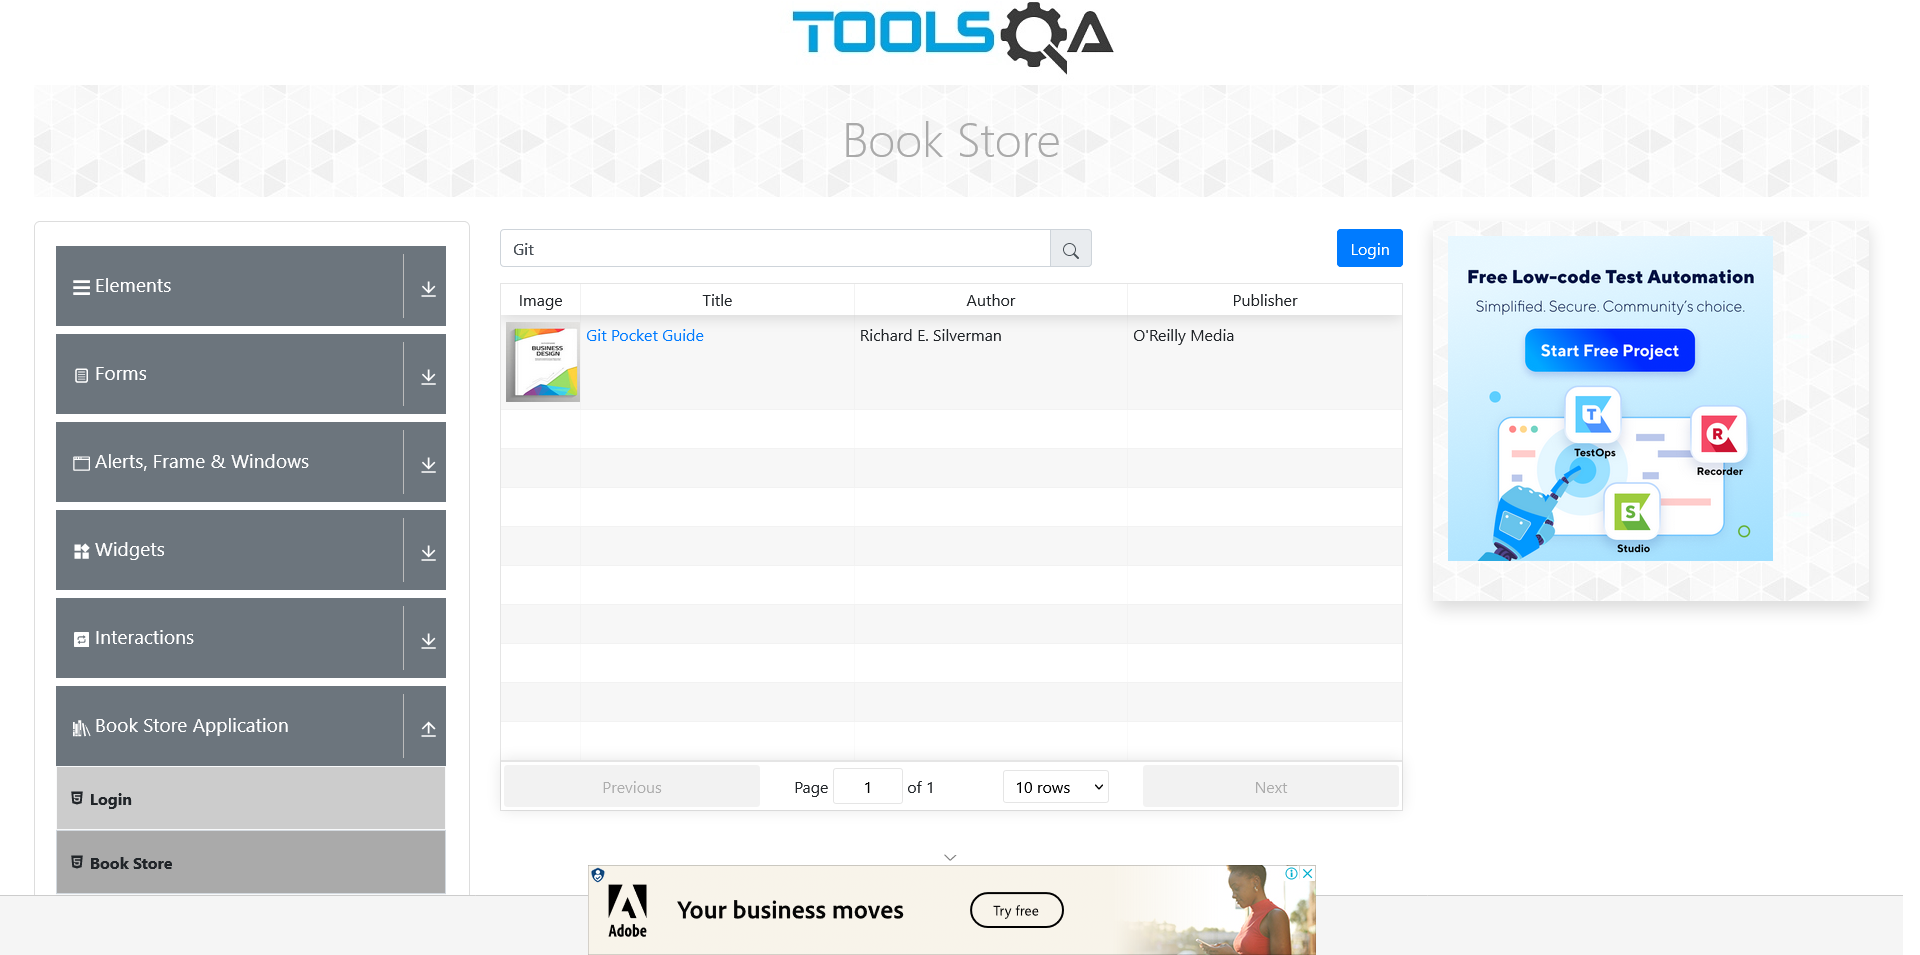 TOOLSQA
Book Store
Elements
Forms
Alerts, Frame & Windows
Widgets
Interactions
Book Store Application
Login
Book Store
Git
Login
Image Title Author Publisher
BUSINESS
DESIGN
Git Pocket Guide Richard E. Silverman O'Reilly Media
Previous Page 1 of 1 10 rows Next
Free Low-code Test Automation
Simplified. Secure. Community's choice.
Start Free Project
T
TestOps
R
Recorder
S
Studio
Adobe
Your business moves
Try free